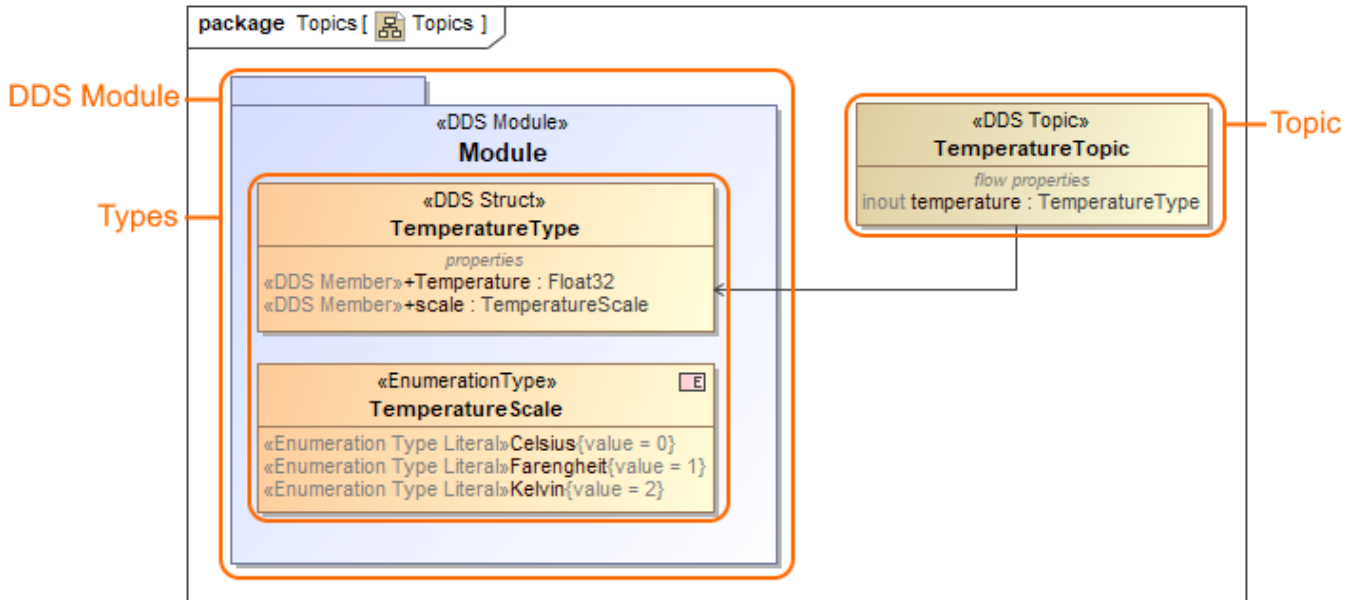 package Topics [ Topics ]
DDS Module
«DDS Module»
Module
Types
«DDS Struct»
TemperatureType
properties
«DDS Member»+Temperature : Float32
«DDS Member»+scale : TemperatureScale
«EnumerationType»
E
TemperatureScale
«Enumeration Type Literal»Celsius{value = 0}
«Enumeration Type Literal»Farengheit{value = 1}
«Enumeration Type Literal»Kelvin{value = 2}
«DDS Topic»
TemperatureTopic
flow properties
inout temperature : TemperatureType
Topic